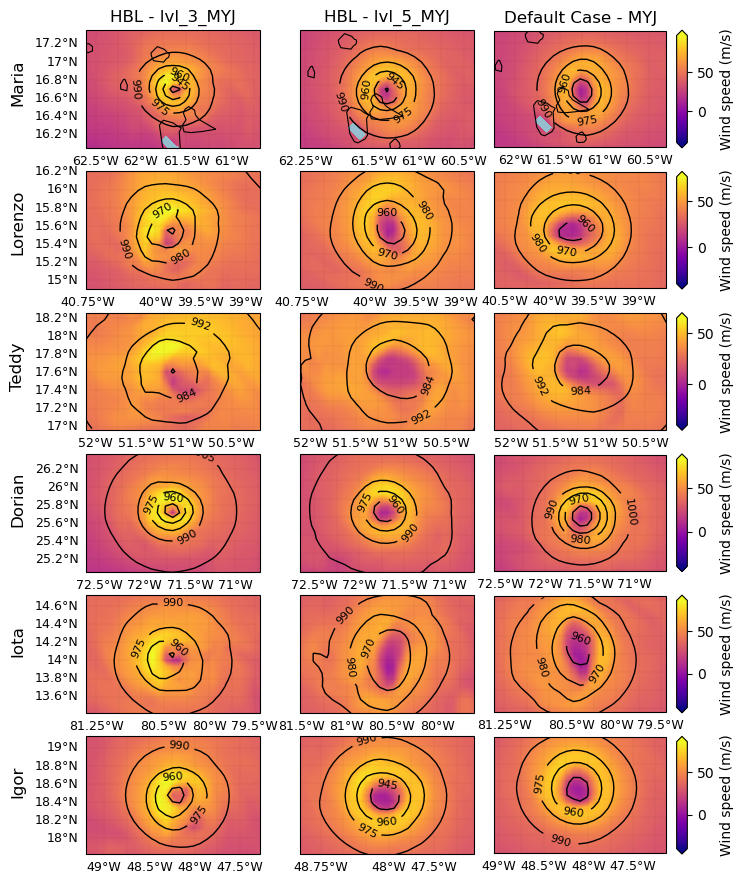 HBL - lvl_3_MYJ HBL - lvl_5_MYJ Default Case - MYJ
Maria
17.2°N
17°N
16.8°N
16.6°N
16.4°N
16.2°N
960
945
990
975
945
960
990
975
960
990
975
50
0
Wind speed (m/s)
62.5°W 62°W 61.5°W 61°W 62.25°W 61.5°W 61°W 60.5°W 62°W 61.5°W 61°W 60.5°W
Lorenzo
16.2°N
16°N
15.8°N
15.6°N
15.4°N
15.2°N
15°N
970
990
980
960
980
970
990
960
980
970
50
0
Wind speed (m/s)
40.75°W 40°W 39.5°W 39°W 40.75°W 40°W 39.5°W 39°W 40.5°W 40°W 39.5°W 39°W
Teddy
18.2°N
18°N
17.8°N
17.6°N
17.4°N
17.2°N
17°N
992
984
984
992
992
984
50
0
Wind speed (m/s)
52°W 51.5°W 51°W 50.5°W 52°W 51.5°W 51°W 50.5°W 52°W 51.5°W 51°W 50.5°W
Dorian
26.2°N
26°N
25.8°N
25.6°N
25.4°N
25.2°N
975
960
990
975
960
990
970
990
1000
980
50
0
Wind speed (m/s)
72.5°W 72°W 71.5°W 71°W 72.5°W 72°W 71.5°W 71°W 72.5°W 72°W 71.5°W 71°W
Iota
14.6°N
14.4°N
14.2°N
14°N
13.8°N
13.6°N
990
975
960
990
970
980
960
980
970
50
0
Wind speed (m/s)
81.25°W 80.5°W 80°W 79.5°W 81.5°W 81°W 80.5°W 80°W 81.25°W 80.5°W 80°W 79.5°W
Igor
19°N
18.8°N
18.6°N
18.4°N
18.2°N
18°N
990
960
975
990
945
960
975
975
960
990
50
0
Wind speed (m/s)
49°W 48.5°W 48°W 47.5°W 48.75°W 48°W 47.5°W 49°W 48.5°W 48°W 47.5°W